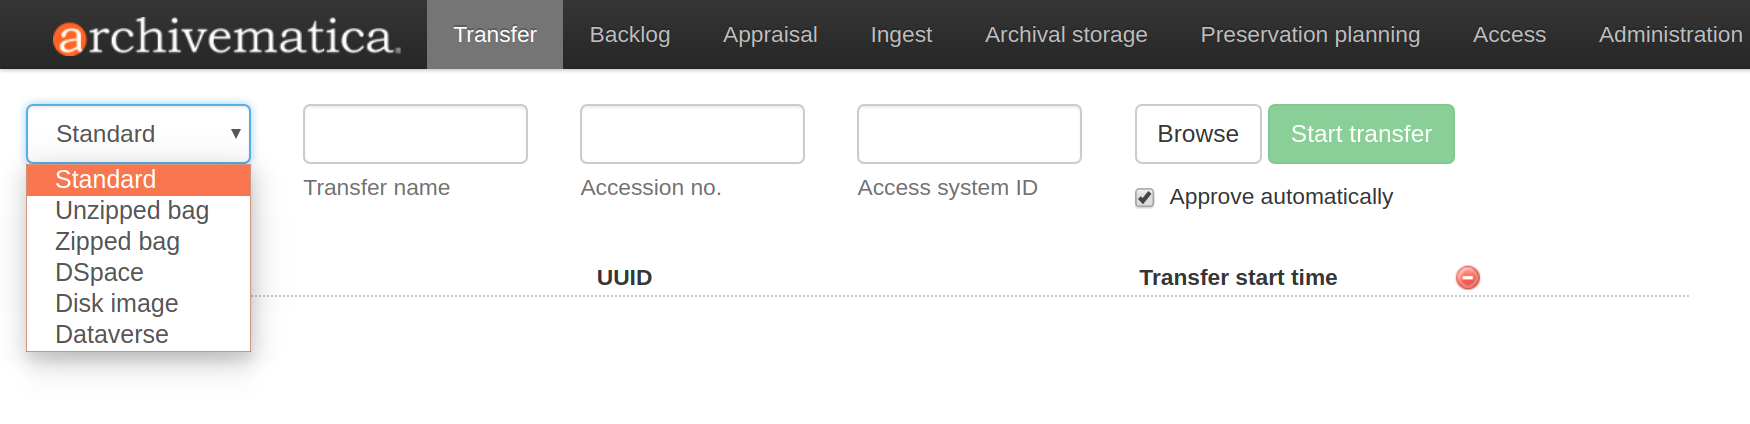 archivematica Transfer Backlog Appraisal Ingest Archival storage Preservation planning Access Administration
Standard Browse Start transfer
Standard Transfer name Accession no. Access system ID Approve automatically
Unzipped bag
Zipped bag
DSpace UUID Transfer start time
Disk image
Dataverse